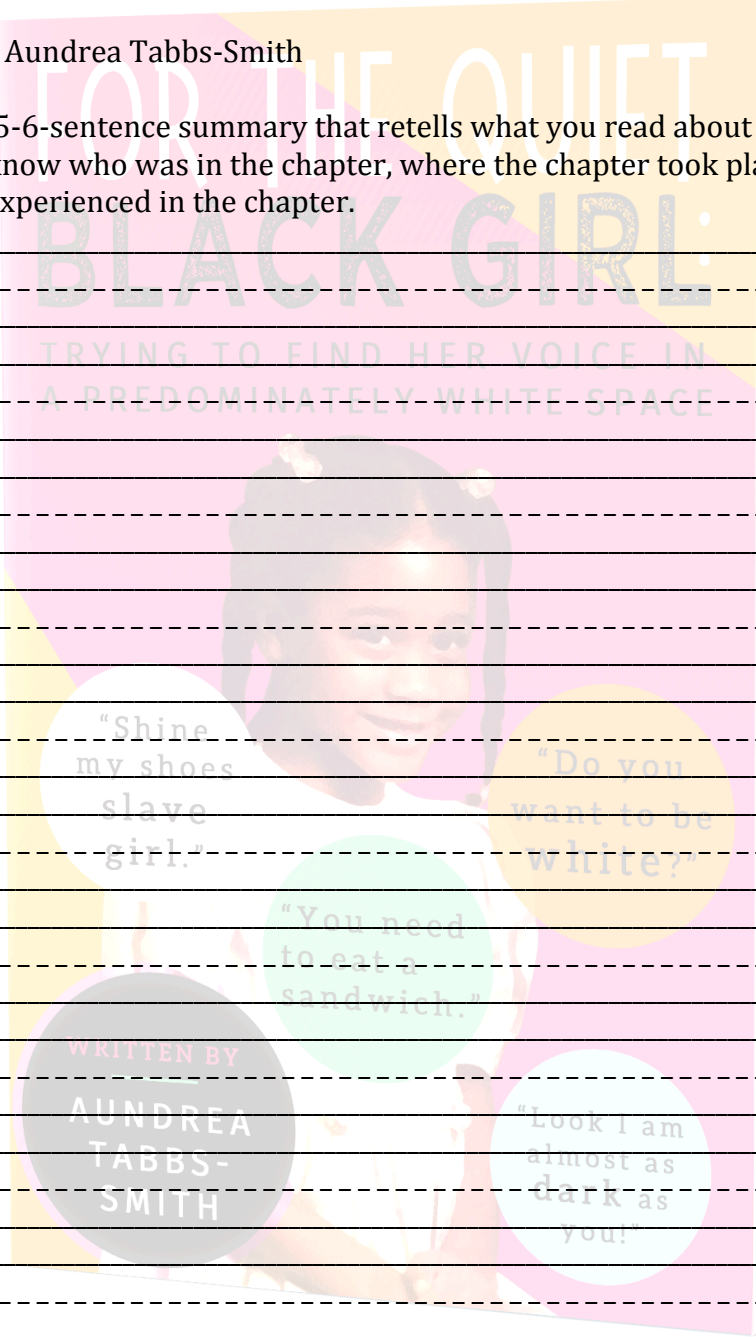 Aundrea Tabbs-Smith
5-6-sentence summary that retells what you read about
know who was in the chapter, where the chapter took pla
xperienced in the chapter.
FOR THE QUIET
BLACK GIRL:
TRYING TO FIND HER VOICE IN
A PREDOMINATELY WHITE SPACE
“Shine
my shoes
slave
girl.”
“Do you
want to be
white?”
“You need
to eat a
sandwich.”
WRITTEN BY
AUNDREA
TABBS-
SMITH
“Look I am
almost as
dark as
you!”